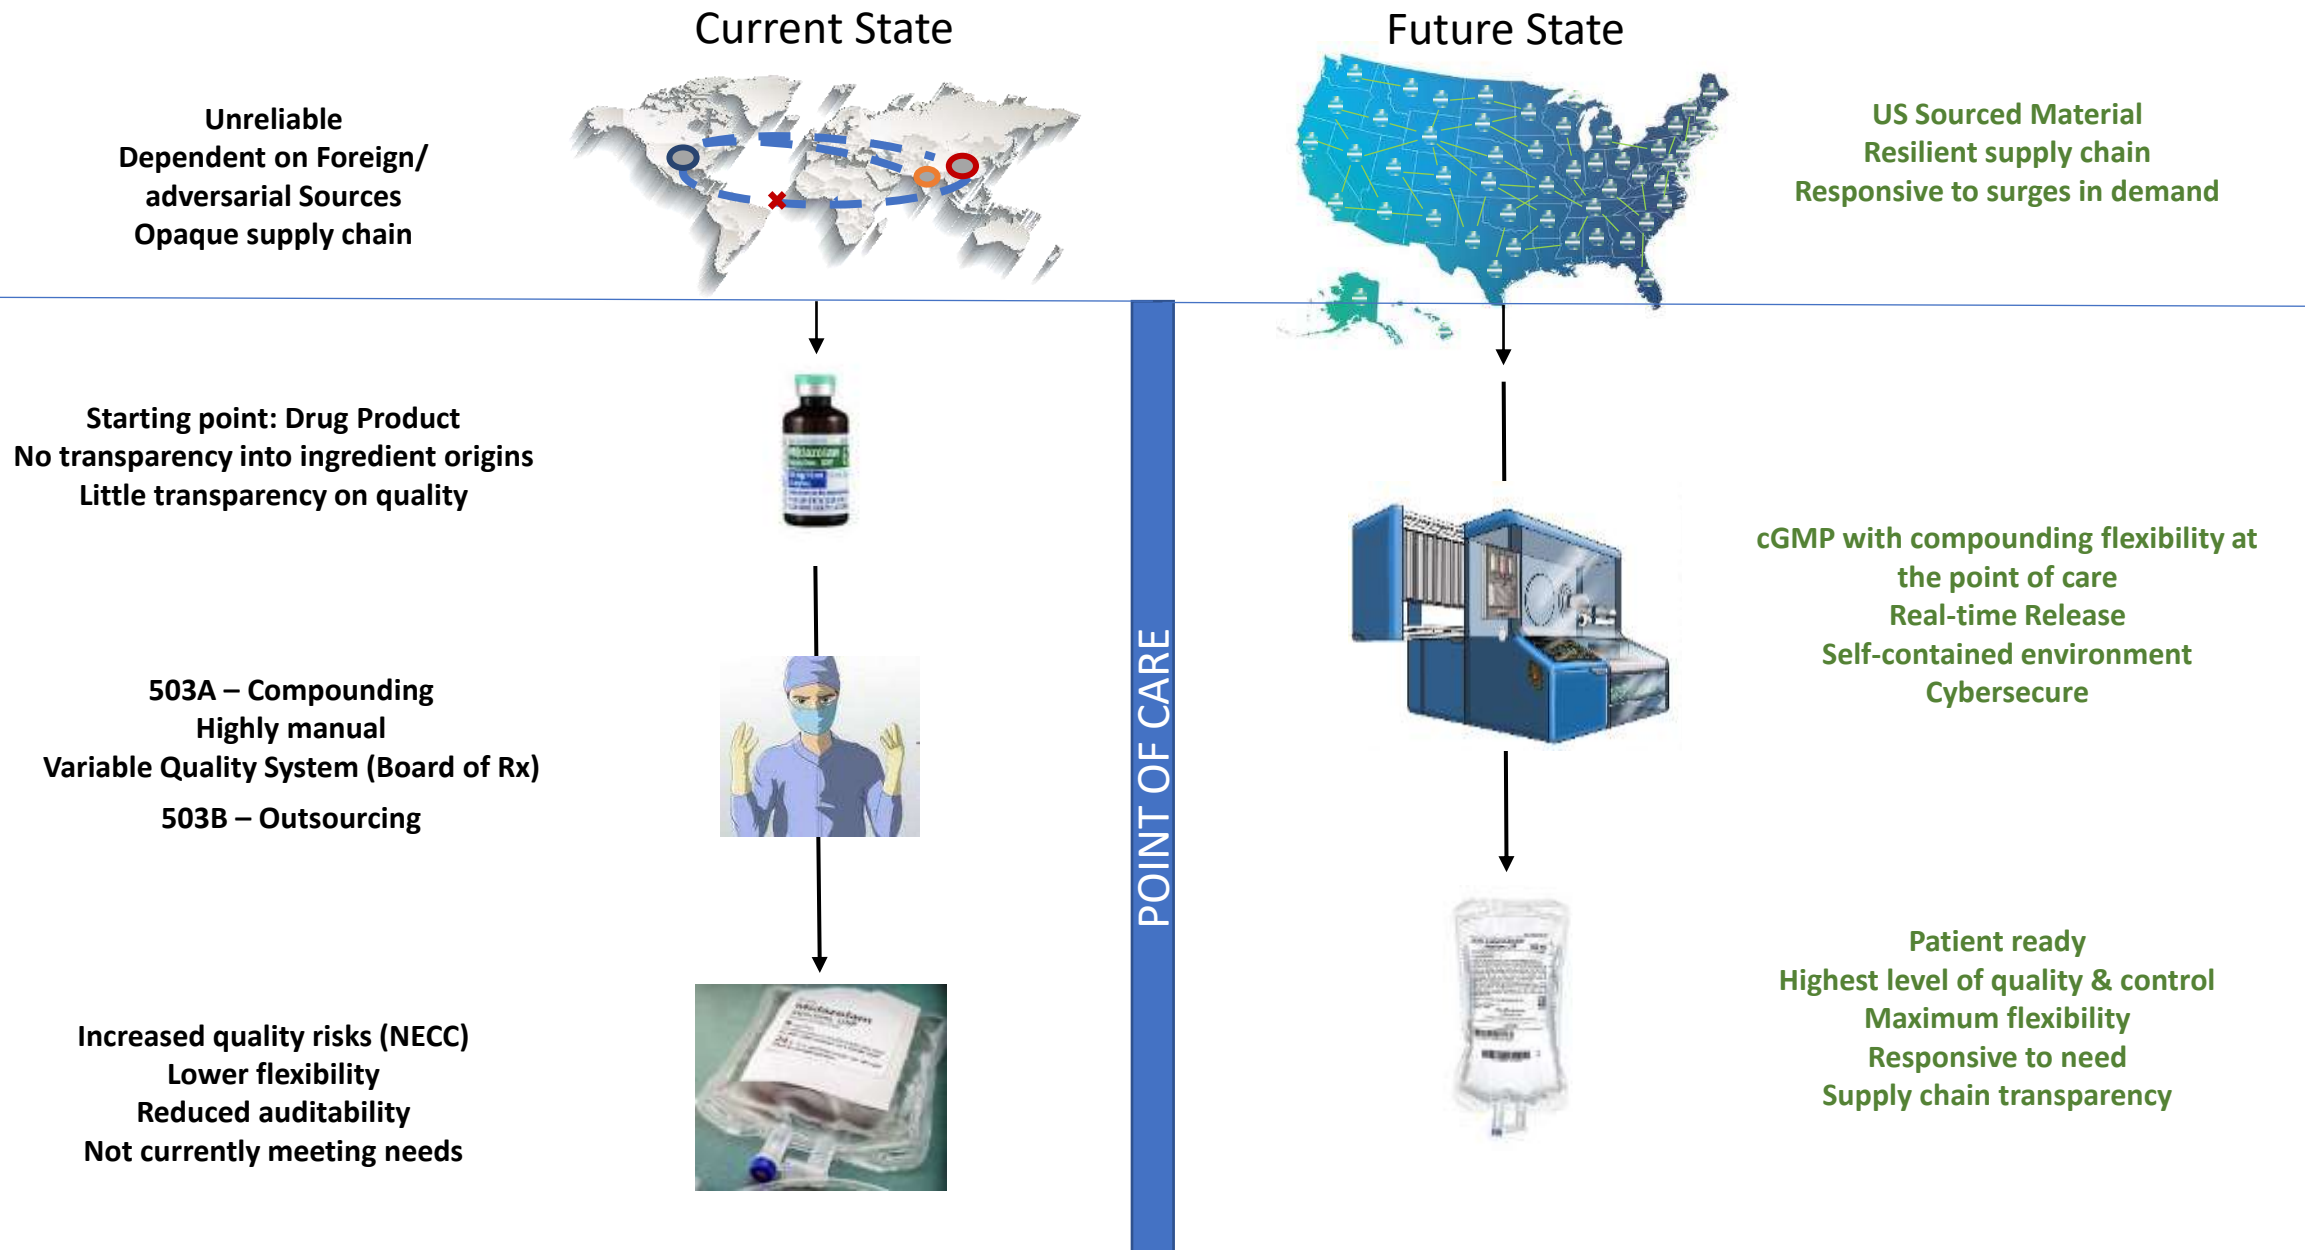 Current State
Future State
Unreliable
Dependent on Foreign/
adversarial Sources
Opaque supply chain
US Sourced Material
Resilient supply chain
Responsive to surges in demand
Starting point: Drug Product
No transparency into ingredient origins
Little transparency on quality
Midazolam
503A – Compounding
Highly manual
Variable Quality System (Board of Rx)
503B – Outsourcing
POINT OF CARE
cGMP with compounding flexibility at
the point of care
Real-time Release
Self-contained environment
Cybersecure
Increased quality risks (NECC)
Lower flexibility
Reduced auditability
Not currently meeting needs
Midazolam
Patient ready
Highest level of quality & control
Maximum flexibility
Responsive to need
Supply chain transparency